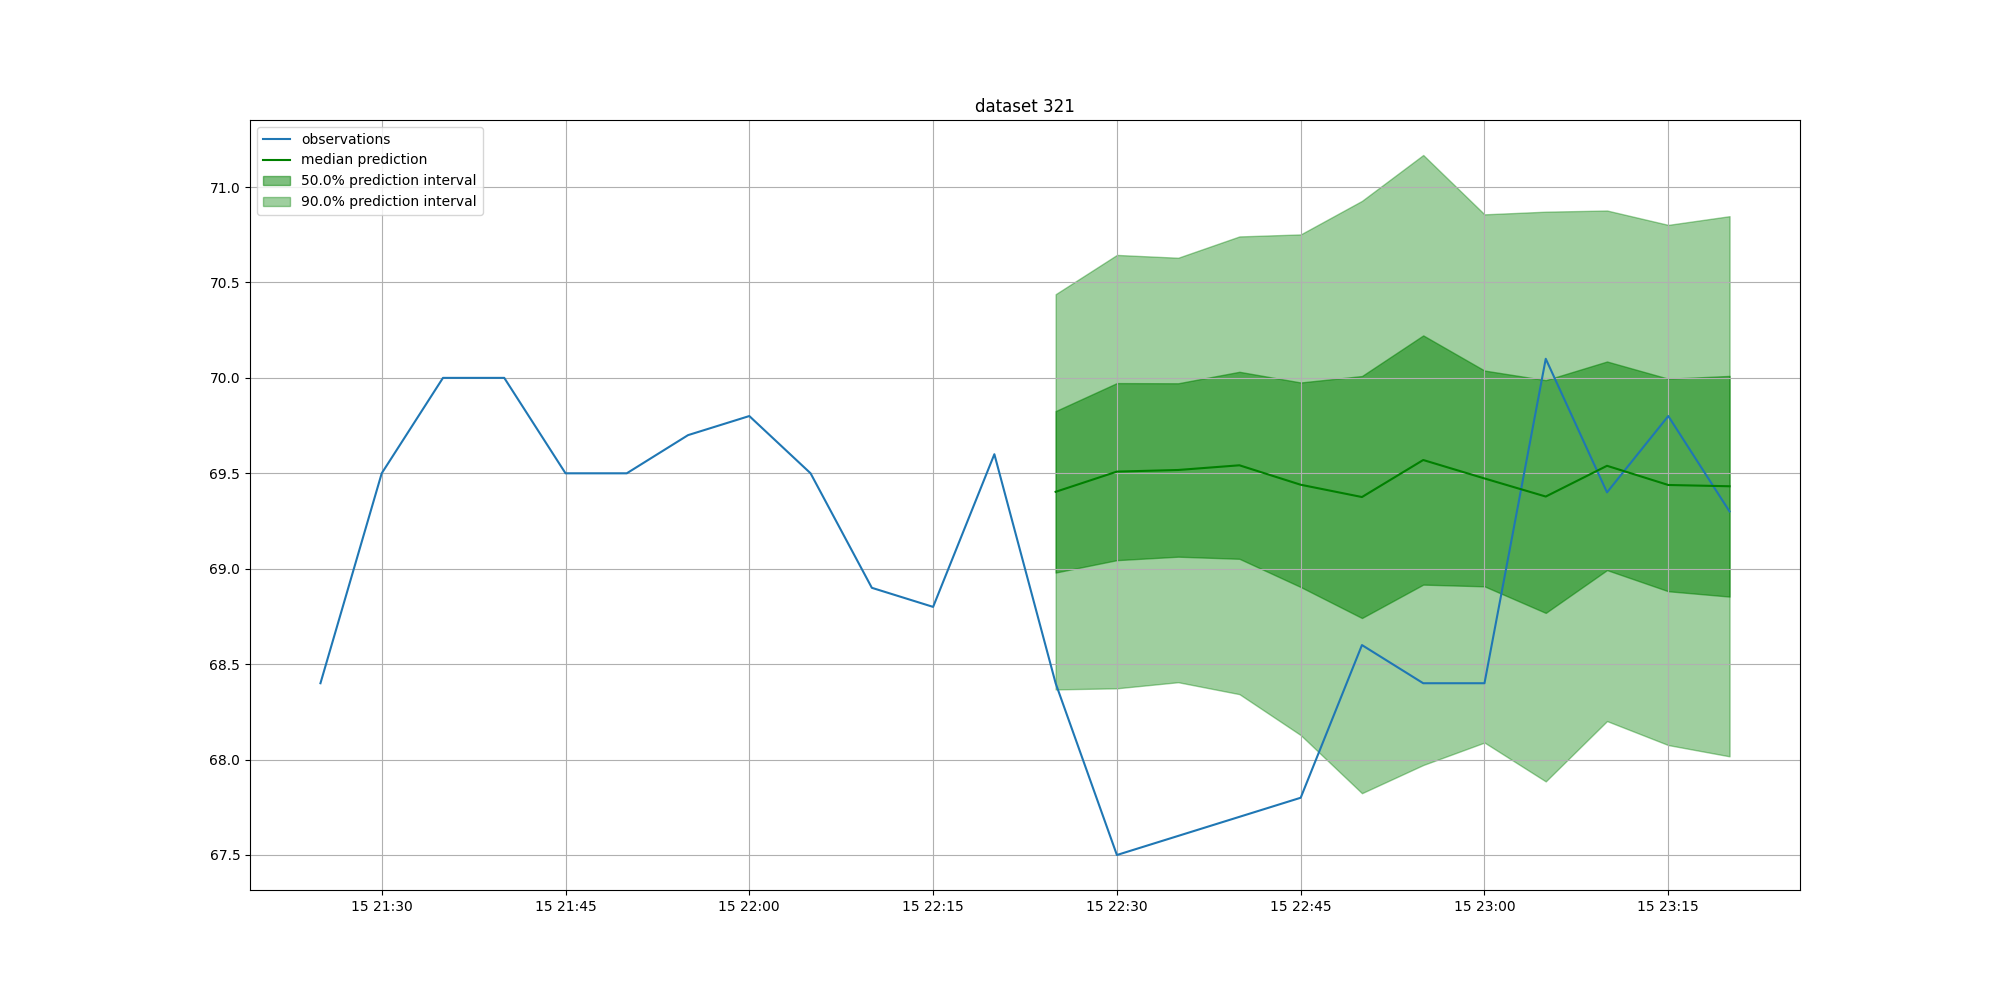 dataset 321
observations
median prediction
50.0% prediction interval
90.0% prediction interval
71.0
70.5
70.0
69.5
69.0
68.5
68.0
67.5
15 21:30 15 21:45 15 22:00 15 22:15 15 22:30 15 22:45 15 23:00 15 23:15